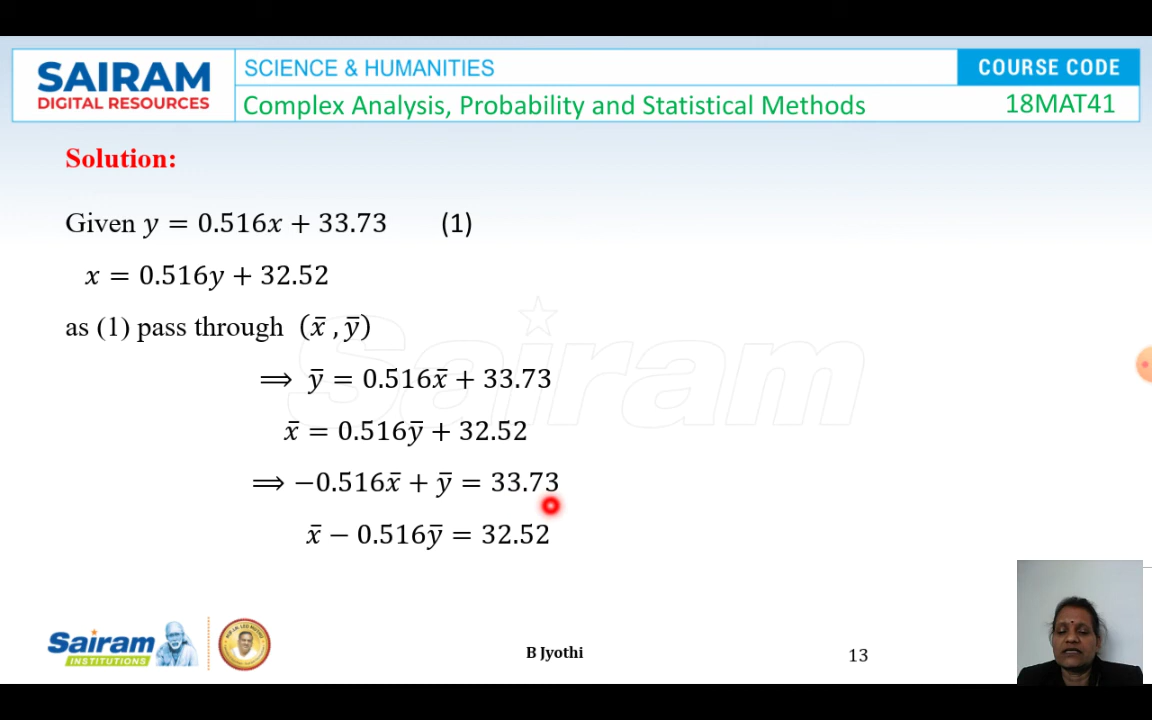 SAIRAM
DIGITAL RESOURCES
SCIENCE & HUMANITIES
COURSE CODE
Complex Analysis, Probability and Statistical Methods
18MAT41
Solution:
Given y = 0.516x + 33.73 (1)
x = 0.516y + 32.52
as (1) pass through (x̄ , ȳ)
⟹ ȳ = 0.516x̄ + 33.73
x̄ = 0.516ȳ + 32.52
⟹ −0.516x̄ + ȳ = 33.73
x̄ − 0.516ȳ = 32.52
Sairam
Sairam
INSTITUTIONS
B Jyothi
13